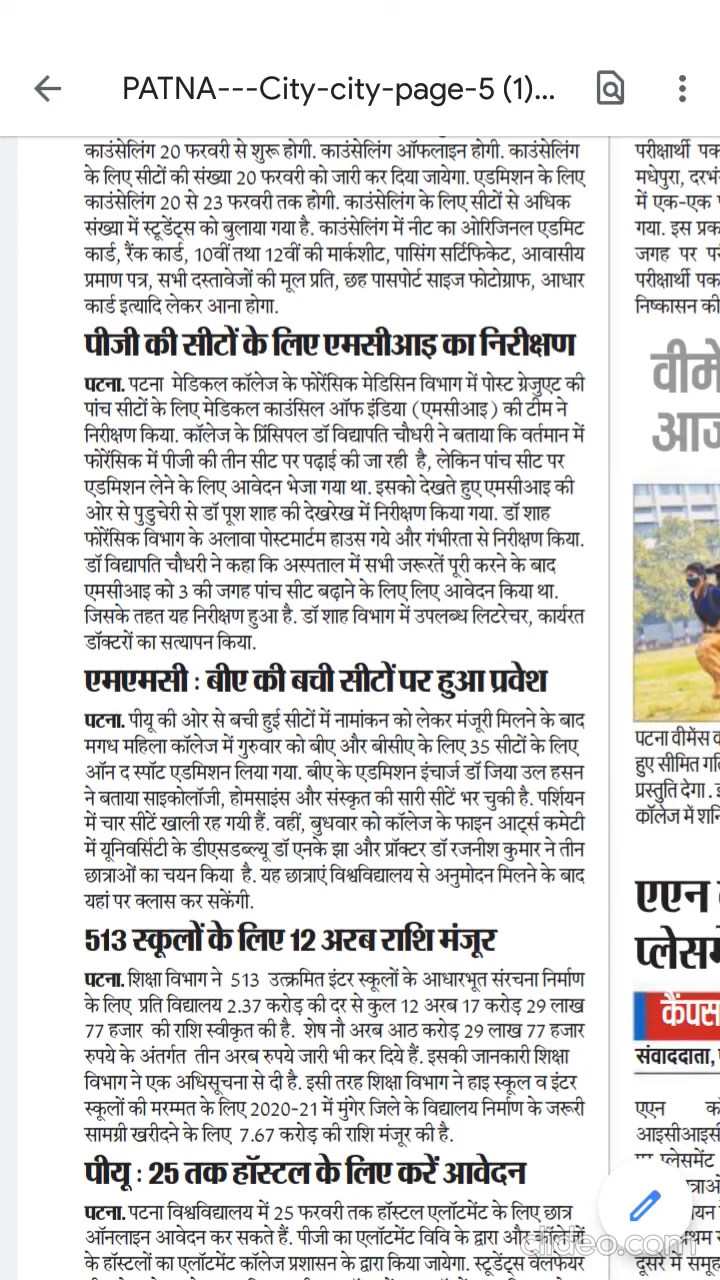 PATNA---City-city-page-5 (1)...
काउंसेलिंग 20 फरवरी से शुरू होगी. काउंसेलिंग ऑफलाइन होगी. काउंसेलिंग
के लिए सीटों की संख्या 20 फरवरी को जारी कर दिया जायेगा. एडमिशन के लिए
काउंसेलिंग 20 से 23 फरवरी तक होगी. काउंसेलिंग के लिए सीटों से अधिक
संख्या में स्टूडेंट्स को बुलाया गया है. काउंसेलिंग में नीट का ओरिजिनल एडमिट
कार्ड, रैंक कार्ड, 10वीं तथा 12वीं की मार्कशीट, पासिंग सर्टिफिकेट, आवासीय
प्रमाण पत्र, सभी दस्तावेजों की मूल प्रति, छह पासपोर्ट साइज फोटोग्राफ, आधार
कार्ड इत्यादि लेकर आना होगा.
पीजी की सीटों के लिए एमसीआइ का निरीक्षण
पटना. पटना मेडिकल कॉलेज के फोरेंसिक मेडिसिन विभाग में पोस्ट ग्रेजुएट की
पांच सीटों के लिए मेडिकल काउंसिल ऑफ इंडिया (एमसीआइ) की टीम ने
निरीक्षण किया. कॉलेज के प्रिंसिपल डॉ विद्यापति चौधरी ने बताया कि वर्तमान में
फोरेंसिक में पीजी की तीन सीट पर पढ़ाई की जा रही है, लेकिन पांच सीट पर
एडमिशन लेने के लिए आवेदन भेजा गया था. इसको देखते हुए एमसीआइ की
ओर से पुडुचेरी से डॉ पूश शाह की देखरेख में निरीक्षण किया गया. डॉ शाह
फोरेंसिक विभाग के अलावा पोस्टमार्टम हाउस गये और गंभीरता से निरीक्षण किया.
डॉ विद्यापति चौधरी ने कहा कि अस्पताल में सभी जरूरतें पूरी करने के बाद
एमसीआइ को 3 की जगह पांच सीट बढ़ाने के लिए लिए आवेदन किया था.
जिसके तहत यह निरीक्षण हुआ है. डॉ शाह विभाग में उपलब्ध लिटरेचर, कार्यरत
डॉक्टरों का सत्यापन किया.
एमएमसी : बीए की बची सीटों पर हुआ प्रवेश
पटना. पीयू की ओर से बची हुई सीटों में नामांकन को लेकर मंजूरी मिलने के बाद
मगध महिला कॉलेज में गुरुवार को बीए और बीसीए के लिए 35 सीटों के लिए
ऑन द स्पॉट एडमिशन लिया गया. बीए के एडमिशन इंचार्ज डॉ जिया उल हसन
ने बताया साइकोलॉजी, होमसाइंस और संस्कृत की सारी सीटें भर चुकी है. पर्शियन
में चार सीटें खाली रह गयी हैं. वहीं, बुधवार को कॉलेज के फाइन आर्ट्स कमेटी
में यूनिवर्सिटी के डीएसडब्ल्यू डॉ एनके झा और प्रॉक्टर डॉ रजनीश कुमार ने तीन
छात्राओं का चयन किया है. यह छात्राएं विश्वविद्यालय से अनुमोदन मिलने के बाद
यहां पर क्लास कर सकेंगी.
513 स्कूलों के लिए 12 अरब राशि मंजूर
पटना. शिक्षा विभाग ने 513 उत्क्रमित इंटर स्कूलों के आधारभूत संरचना निर्माण
के लिए प्रति विद्यालय 2.37 करोड़ की दर से कुल 12 अरब 17 करोड़ 29 लाख
77 हजार की राशि स्वीकृत की है. शेष नौ अरब आठ करोड़ 29 लाख 77 हजार
रुपये के अंतर्गत तीन अरब रुपये जारी भी कर दिये हैं. इसकी जानकारी शिक्षा
विभाग ने एक अधिसूचना से दी है. इसी तरह शिक्षा विभाग ने हाइ स्कूल व इंटर
स्कूलों की मरम्मत के लिए 2020-21 में मुंगेर जिले के विद्यालय निर्माण के जरूरी
सामग्री खरीदने के लिए 7.67 करोड़ की राशि मंजूर की है.
पीयू : 25 तक हॉस्टल के लिए करें आवेदन
पटना. पटना विश्वविद्यालय में 25 फरवरी तक हॉस्टल एलॉटमेंट के लिए छात्र
ऑनलाइन आवेदन कर सकते हैं. पीजी का एलॉटमेंट विवि के द्वारा और कॉलेजों
के हॉस्टलों का एलॉटमेंट कॉलेज प्रशासन के द्वारा किया जायेगा. स्टूडेंट्स वेलफेयर
परीक्षार्थी पक
मधेपुरा, दरभं
में एक-एक
गया. इस प्रक
जगह पर
परीक्षार्थी पक
निष्कासन की
वीमे
आज
पटना वीमेंस
हुए सीमित गति
प्रस्तुति देगा.
कॉलेज में शनि
एएन
प्लेसमे
कैंपस
संवाददाता,
एएन
आइसीआइसी
प्लेसमेंट
दूसरे में समूह
clideo.com